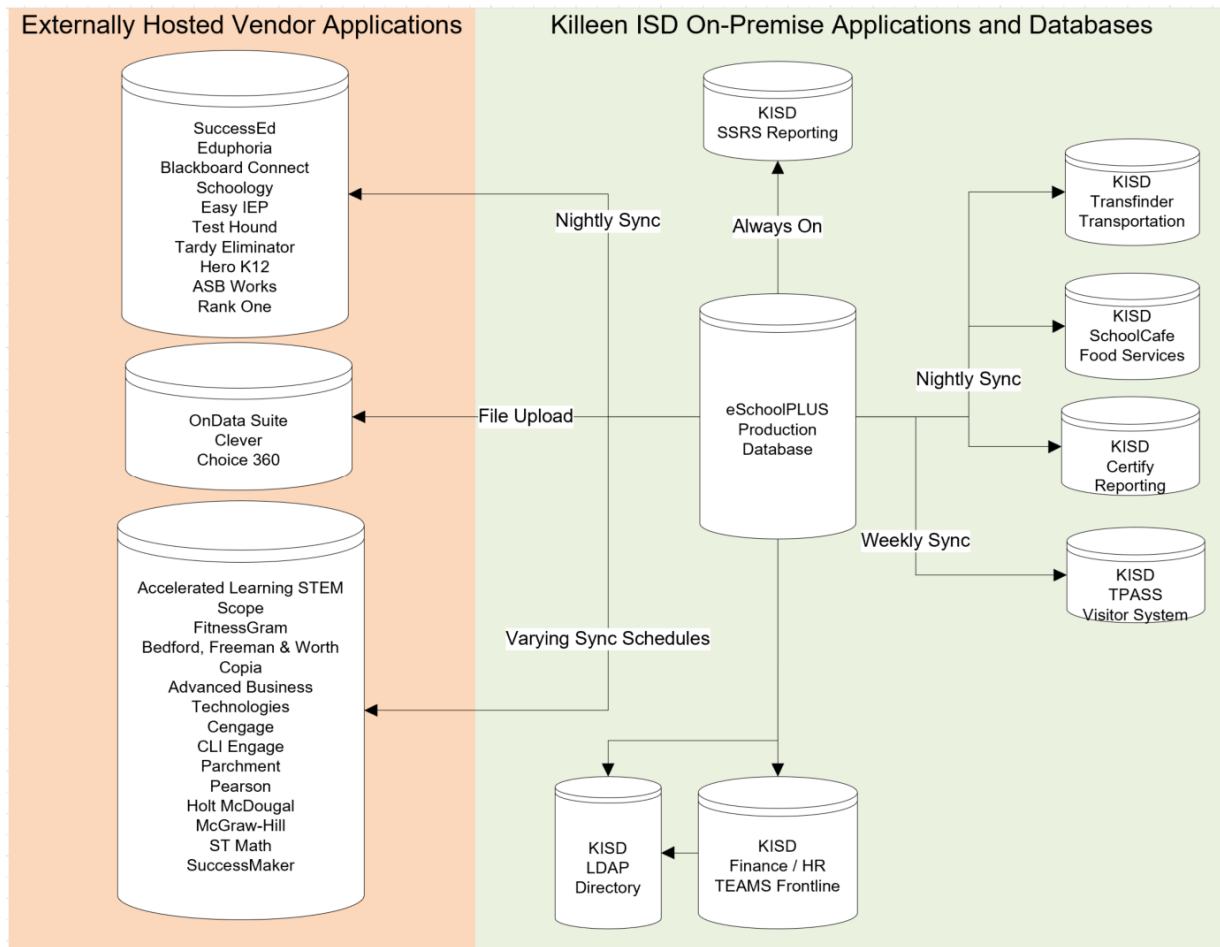 Externally Hosted Vendor Applications
Killeen ISD On-Premise Applications and Databases
SuccessEd
Eduphoria
Blackboard Connect
Schoology
Easy IEP
Test Hound
Tardy Eliminator
Hero K12
ASB Works
Rank One
OnData Suite
Clever
Choice 360
Accelerated Learning STEM
Scope
FitnessGram
Bedford, Freeman & Worth
Copia
Advanced Business
Technologies
Cengage
CLI Engage
Parchment
Pearson
Holt McDougal
McGraw-Hill
ST Math
SuccessMaker
Nightly Sync
File Upload
Varying Sync Schedules
KISD
SSRS Reporting
Always On
eSchoolPLUS
Production
Database
Nightly Sync
Weekly Sync
KISD
Transfinder
Transportation
KISD
SchoolCafe
Food Services
KISD
Certify
Reporting
KISD
TPASS
Visitor System
KISD
LDAP
Directory
KISD
Finance / HR
TEAMS Frontline